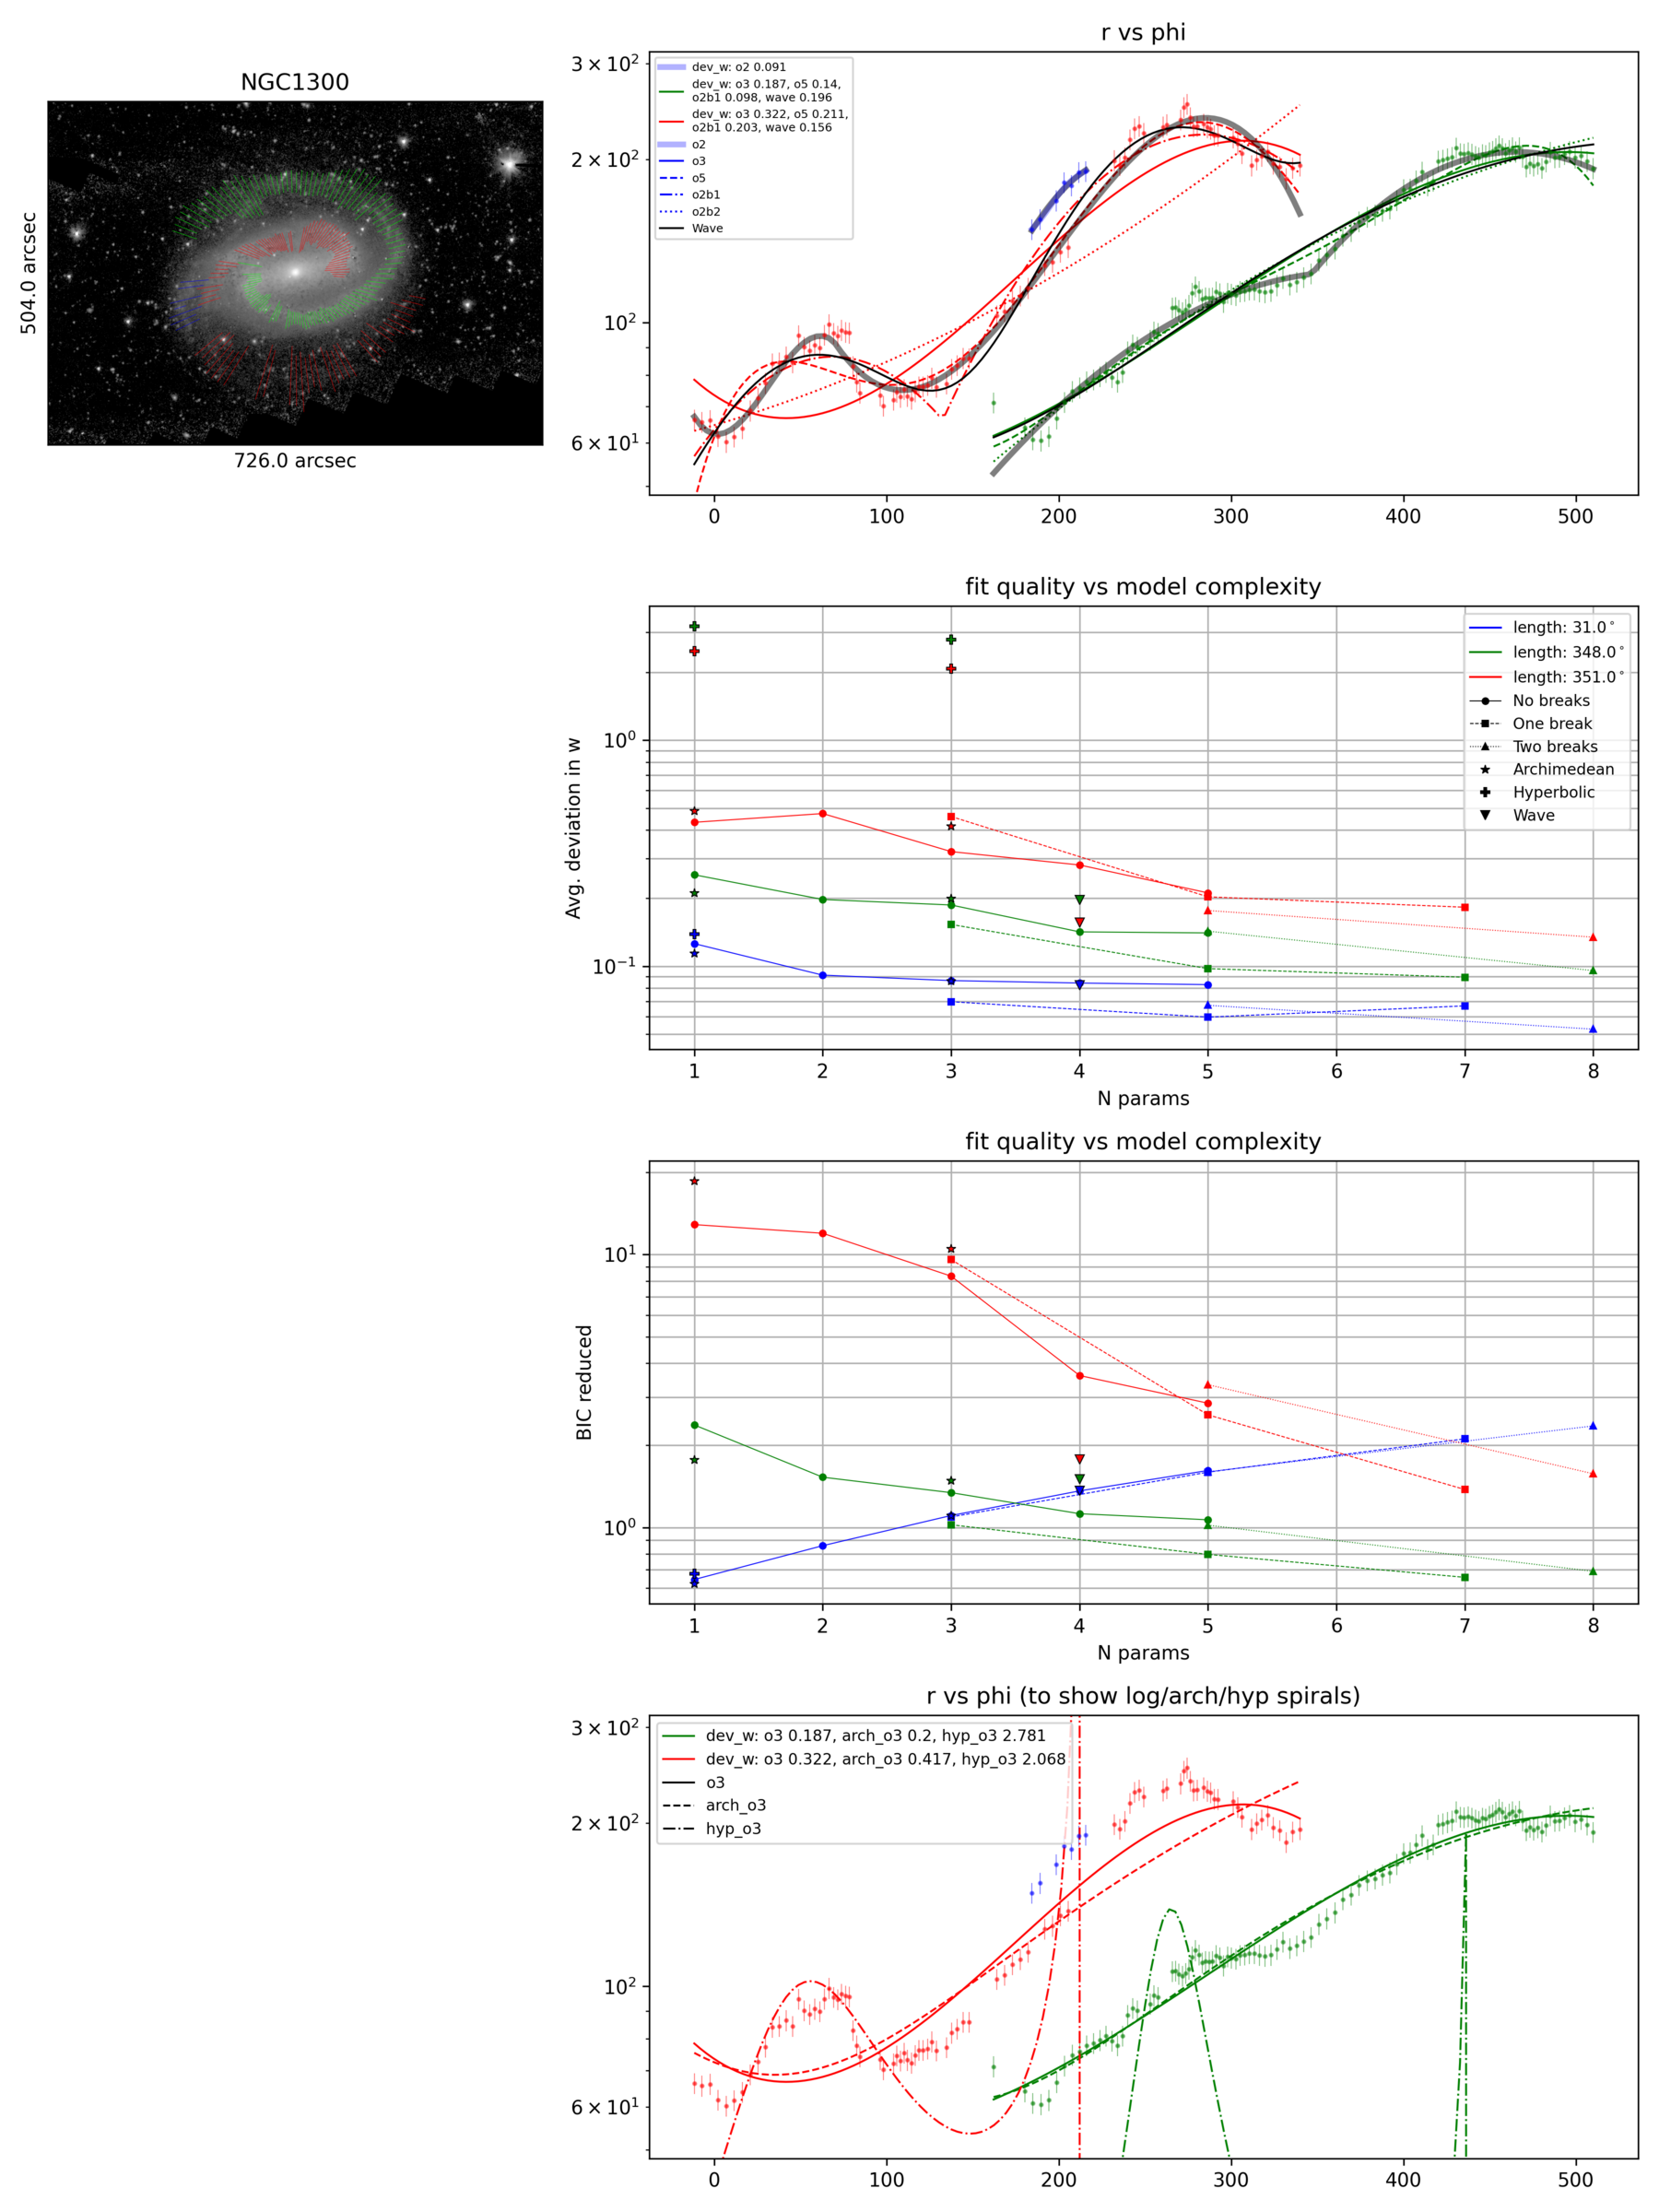 NGC1300
504.0 arcsec
726.0 arcsec
r vs phi
3 × 10²
2 × 10²
10²
6 × 10¹
dev_w: o2 0.091
dev_w: o3 0.187, o5 0.14,
o2b1 0.098, wave 0.196
dev_w: o3 0.322, o5 0.211,
o2b1 0.203, wave 0.156
o2
o3
o5
o2b1
o2b2
Wave
0 100 200 300 400 500
fit quality vs model complexity
Avg. deviation in w
10⁰
10⁻¹
length: 31.0°
length: 348.0°
length: 351.0°
No breaks
One break
Two breaks
Archimedean
Hyperbolic
Wave
1 2 3 4 5 6 7 8
N params
fit quality vs model complexity
BIC reduced
10¹
10⁰
1 2 3 4 5 6 7 8
N params
r vs phi (to show log/arch/hyp spirals)
3 × 10²
2 × 10²
10²
6 × 10¹
dev_w: o3 0.187, arch_o3 0.2, hyp_o3 2.781
dev_w: o3 0.322, arch_o3 0.417, hyp_o3 2.068
o3
arch_o3
hyp_o3
0 100 200 300 400 500